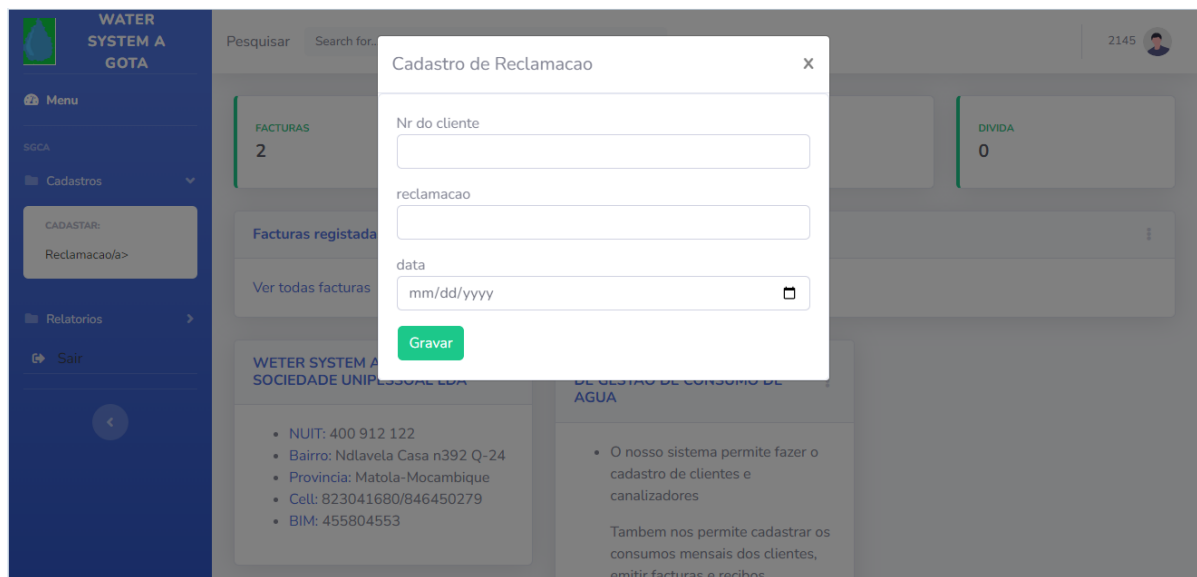 WATER
SYSTEM A
GOTA
Menu
SGCA
Cadastros
CADASTAR:
Reclamacao/a>
Relatorios
Sair
Pesquisar
Search for..
2145
FACTURAS
2
DIVIDA
0
Facturas registada
Ver todas facturas
Cadastro de Reclamacao
X
Nr do cliente
reclamacao
data
mm/dd/yyyy
Gravar
WETER SYSTEM A
SOCIEDADE UNIPESSOAL LDA
NUIT: 400 912 122
Bairro: Ndlavela Casa n392 Q-24
Provincia: Matola-Mocambique
Cell: 823041680/846450279
BIM: 455804553
DE GESTAO DE CONSUMO DE
AGUA
O nosso sistema permite fazer o
cadastro de clientes e
canalizadores
Tambem nos permite cadastrar os
consumos mensais dos clientes,
emitir facturas e recibos